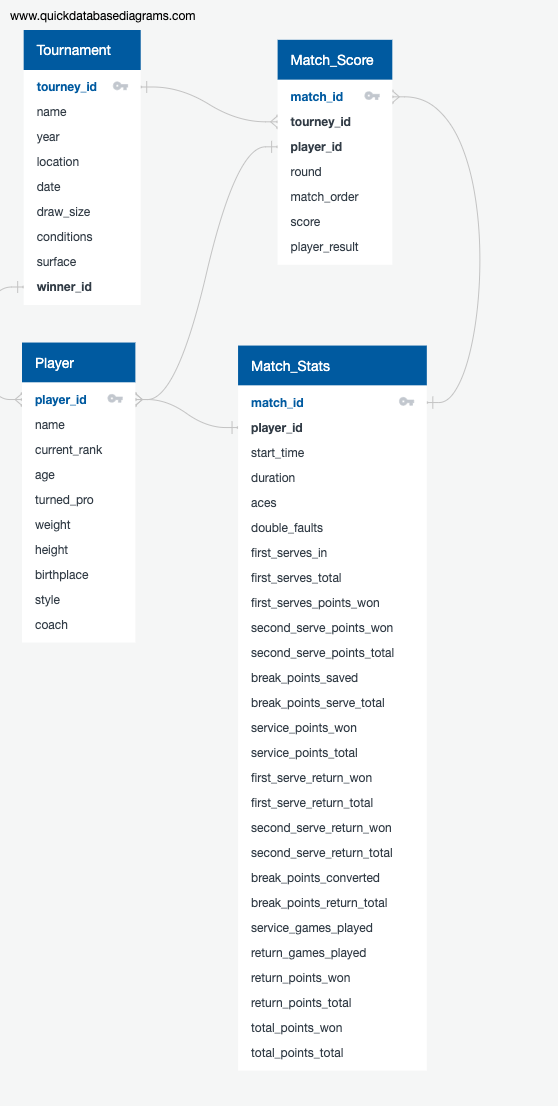 www.quickdatabasediagrams.com
Tournament
tourney_id
name
year
location
date
draw_size
conditions
surface
winner_id
Match_Score
match_id
tourney_id
player_id
round
match_order
score
player_result
Player
player_id
name
current_rank
age
turned_pro
weight
height
birthplace
style
coach
Match_Stats
match_id
player_id
start_time
duration
aces
double_faults
first_serves_in
first_serves_total
first_serves_points_won
second_serve_points_won
second_serve_points_total
break_points_saved
break_points_serve_total
service_points_won
service_points_total
first_serve_return_won
first_serve_return_total
second_serve_return_won
second_serve_return_total
break_points_converted
break_points_return_total
service_games_played
return_games_played
return_points_won
return_points_total
total_points_won
total_points_total